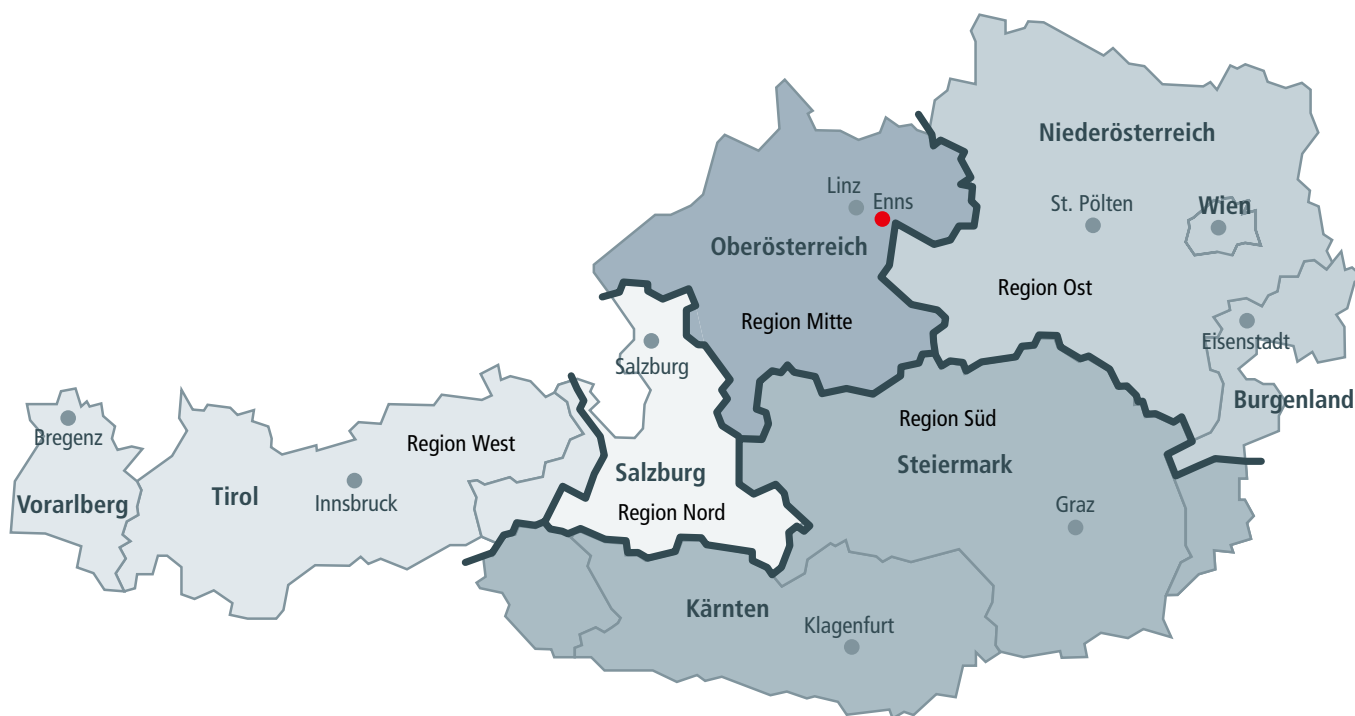 Niederösterreich
Linz
Enns
St. Pölten
Wien
Oberösterreich
Region Ost
Region Mitte
Eisenstadt
Salzburg
Burgenland
Region Süd
Bregenz
Region West
Steiermark
Salzburg
Tirol
Vorarlberg
Innsbruck
Region Nord
Graz
Kärnten
Klagenfurt